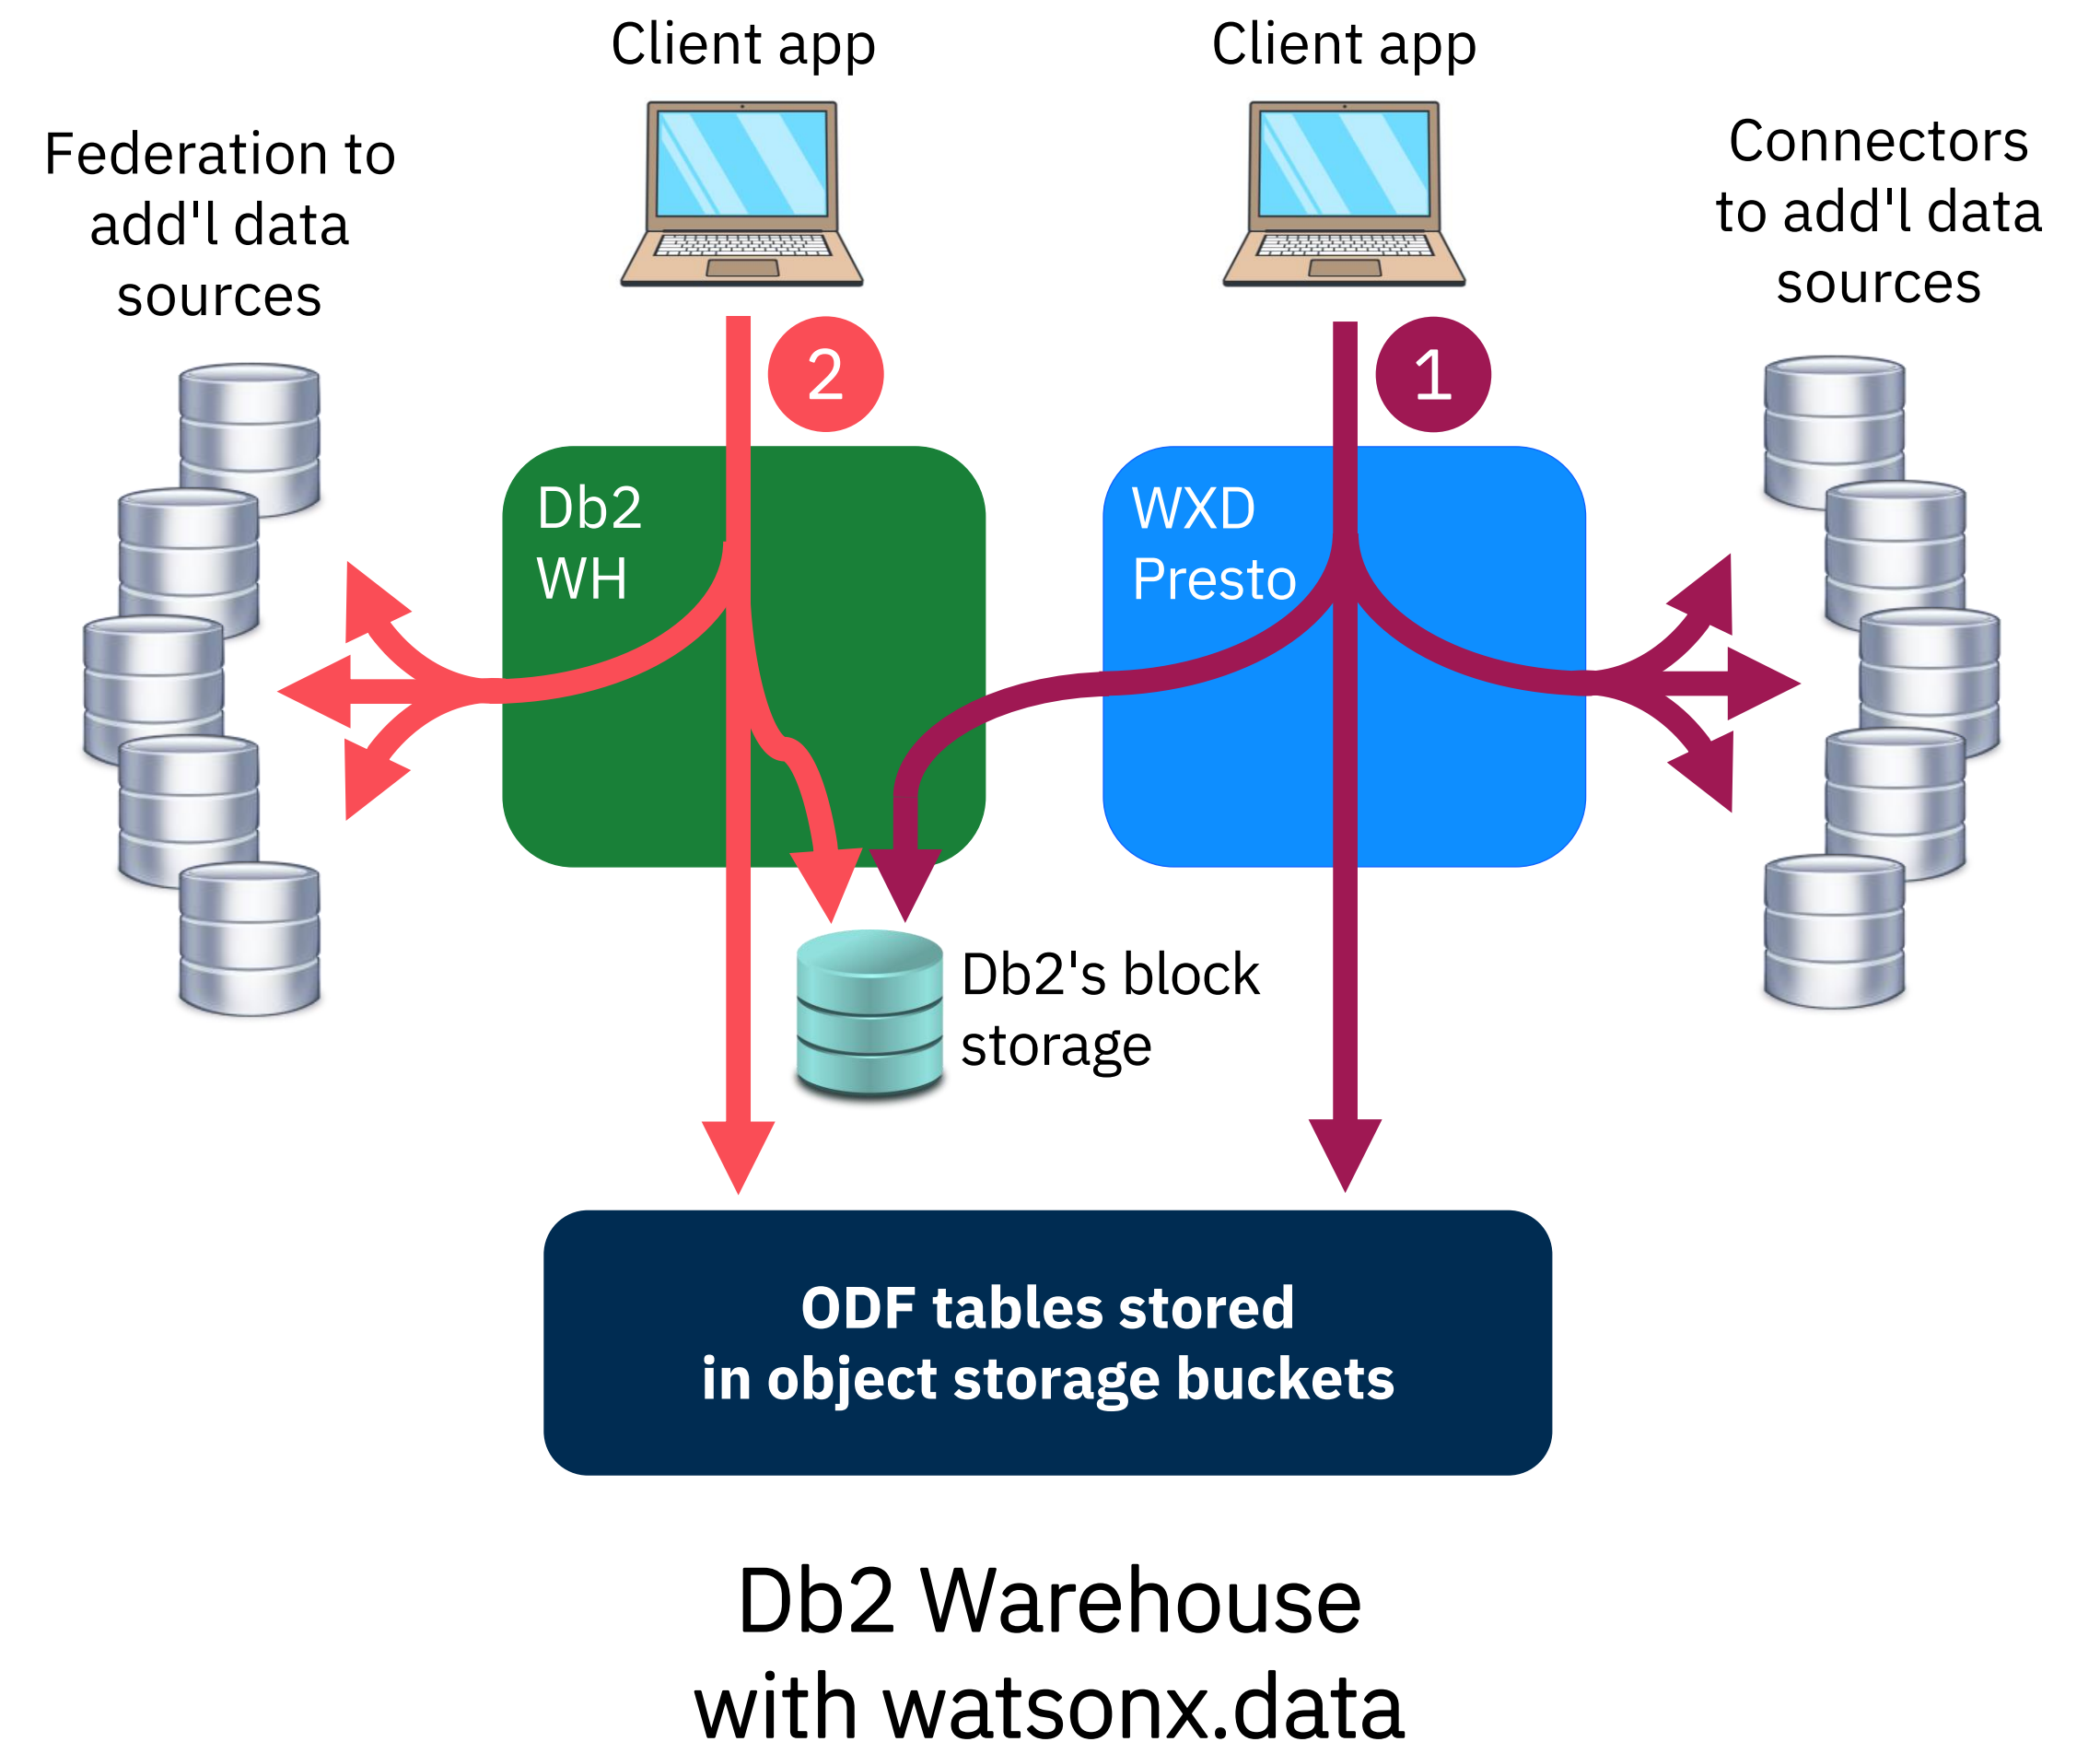 Client app
Client app
Federation to
add'l data
sources
Connectors
to add'l data
sources
2
1
Db2
WH
WXD
Presto
Db2's block
storage
ODF tables stored
in object storage buckets
Db2 Warehouse
with watsonx.data